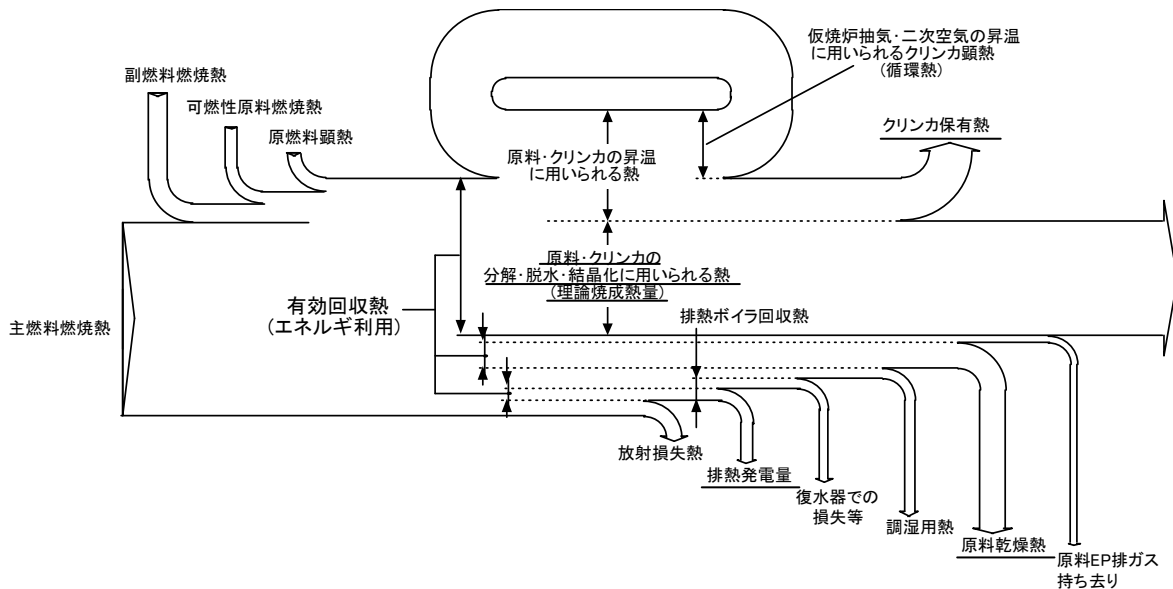 仮焼炉抽気・二次空気の昇温
に用いられるクリンカ顕熱
(循環熱)
副燃料燃焼熱
可燃性原料燃焼熱
原燃料顕熱
クリンカ保有熱
原料・クリンカの昇温
に用いられる熱
原料・クリンカの
分解・脱水・結晶化に用いられる熱
(理論焼成熱量)
有効回収熱
(エネルギ利用)
主燃料燃焼熱
排熱ボイラ回収熱
放射損失熱
排熱発電量
復水器での
損失等
調湿用熱
原料乾燥熱
原料EP排ガス
持ち去り